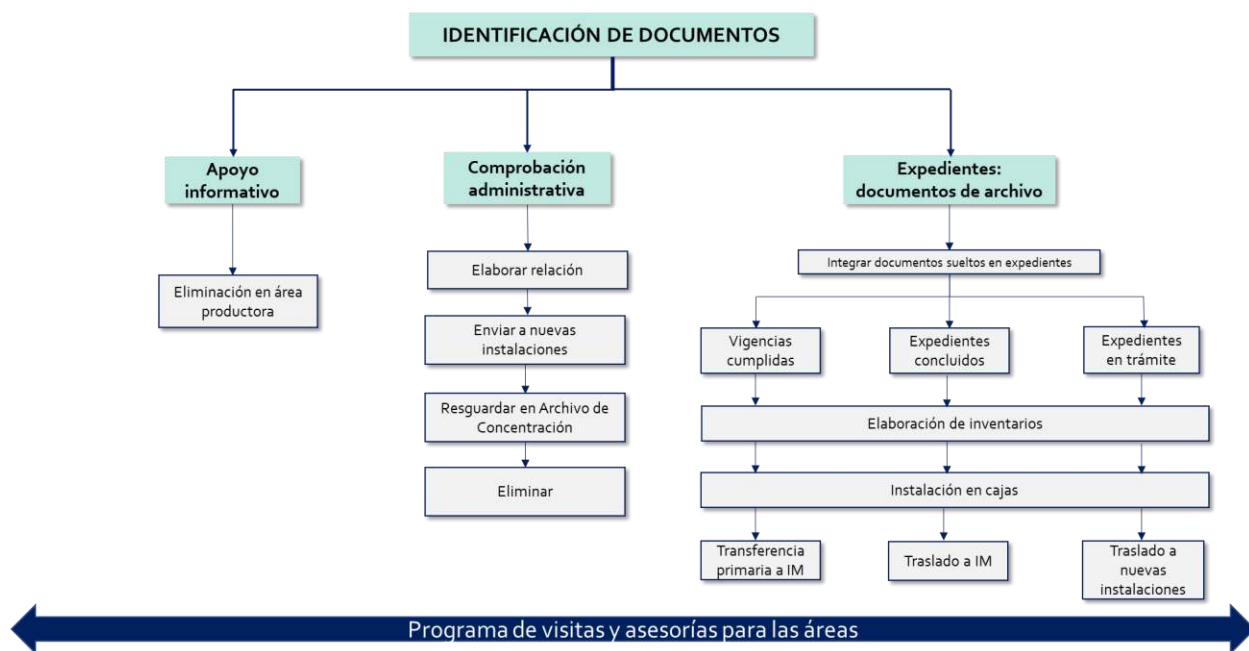 IDENTIFICACIÓN DE DOCUMENTOS
Apoyo
informativo
Comprobación
administrativa
Expedientes:
documentos de archivo
Eliminación en área
productora
Elaborar relación
Enviar a nuevas
instalaciones
Resguardar en Archivo de
Concentración
Eliminar
Integrar documentos sueltos en expedientes
Vigencias
cumplidas
Expedientes
concluidos
Expedientes
en trámite
Elaboración de inventarios
Instalación en cajas
Transferencia
primaria a IM
Traslado a IM
Traslado a
nuevas
instalaciones
Programa de visitas y asesorías para las áreas